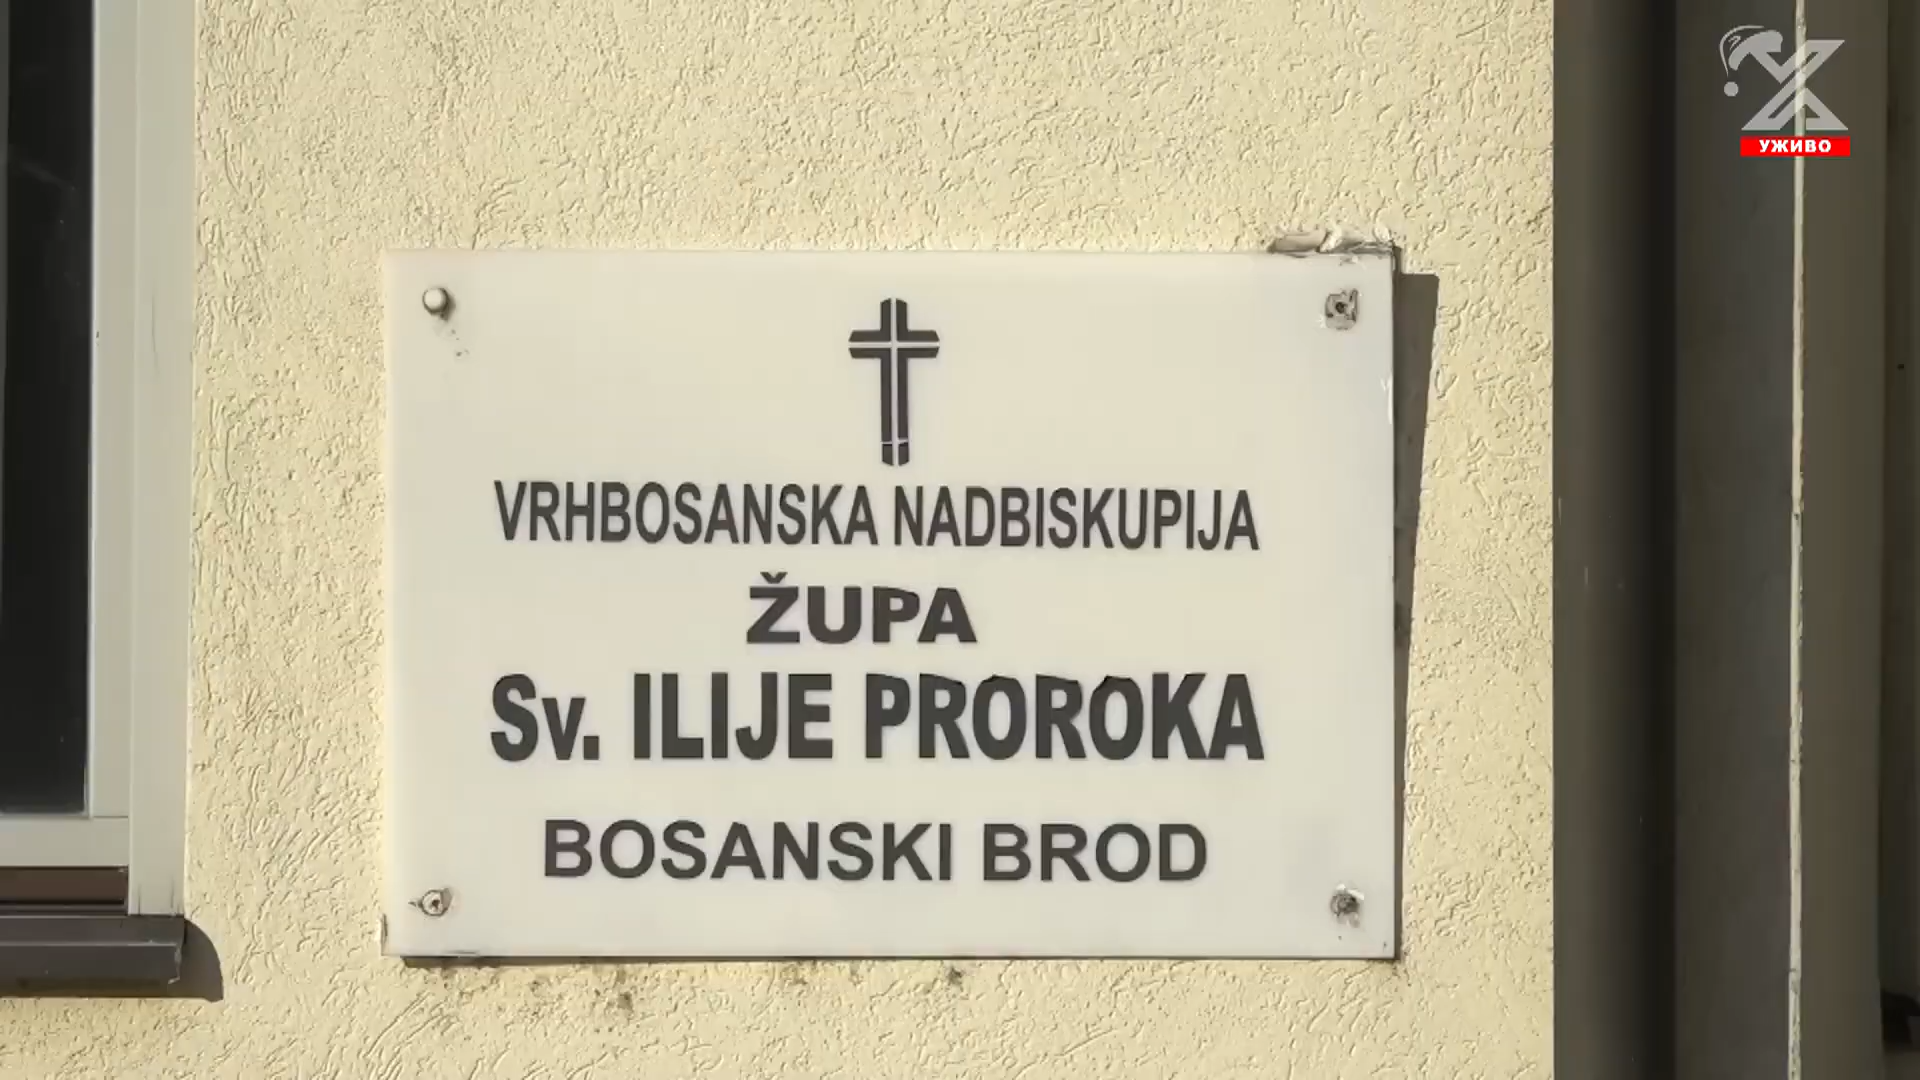 УЖИВО
VRHBOSANSKA NADBISKUPIJA
ŽUPA
Sv. ILIJE PROROKA
BOSANSKI BROD